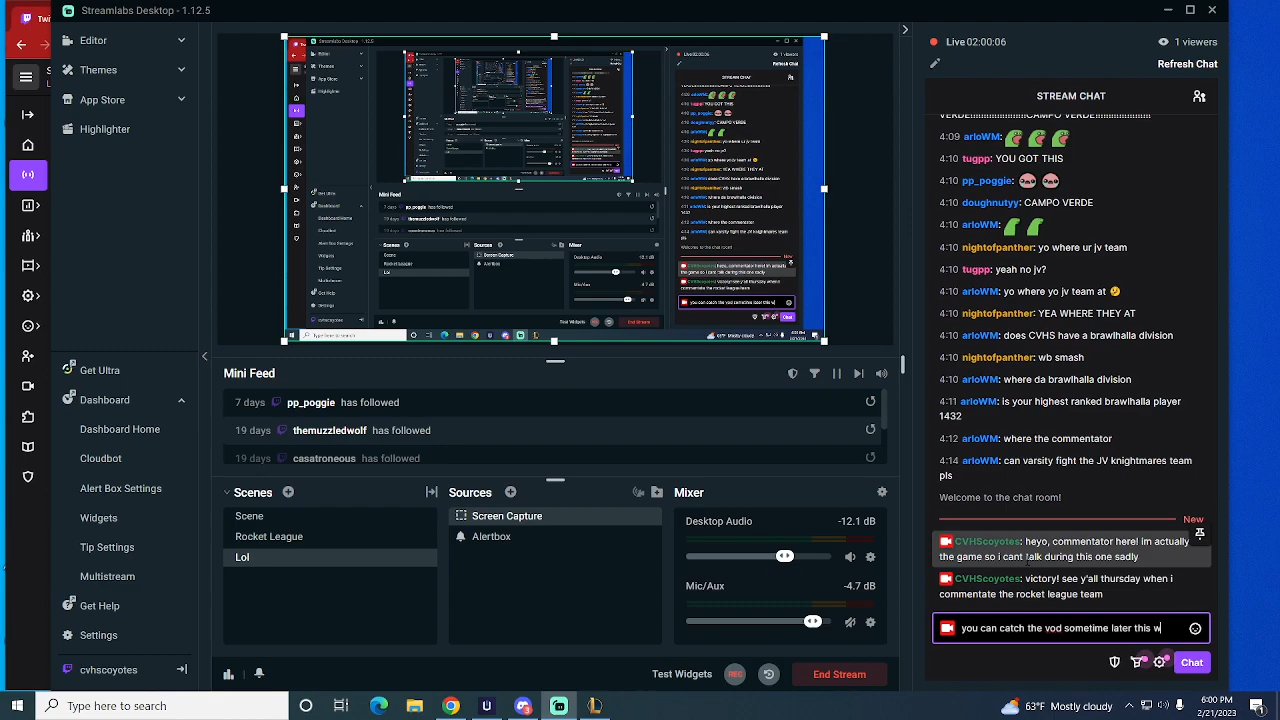 Streamlabs Desktop - 1.12.5
Editor
Themes
App Store
Highlighter
Get Ultra
Dashboard
Dashboard Home
Cloudbot
Alert Box Settings
Widgets
Tip Settings
Multistream
Get Help
Settings
cvhscoyotes
Mini Feed
7 days pp_poggie has followed
19 days themuzzledwolf has followed
19 days casatroneous has followed
Scenes
Scene
Rocket League
Lol
Sources
Screen Capture
Alertbox
Mixer
Desktop Audio -12.1 dB
Mic/Aux -4.7 dB
Test Widgets REC End Stream
Live 02:00:06 1 viewers
Refresh Chat
STREAM CHAT
4:09 arloWM:
4:10 tugpp: YOU GOT THIS
4:10 pp_poggie:
4:10 doughnutyy: CAMPO VERDE
4:10 arloWM:
4:10 nightofpanther: yo where ur jv team
4:10 tugpp: yeah no jv?
4:10 arloWM: yo where yo jv team at
4:10 nightofpanther: YEA WHERE THEY AT
4:10 arloWM: does CVHS have a brawlhalla division
4:10 nightofpanther: wb smash
4:10 arloWM: where da brawlhalla division
4:11 arloWM: is your highest ranked brawhalla player
1432
4:12 arloWM: where the commentator
4:14 arloWM: can varsity fight the JV knightmares team
pls
Welcome to the chat room!
New
CVHScoyotes: heyo, commentator here! Im actually
the game so i cant talk during this one sadly
CVHScoyotes: victory! see y'all thursday when i
commentate the rocket league team
you can catch the vod sometime later this w
Chat
Type here to search
3
63°F Mostly cloudy
6:00 PM
2/21/2023
1